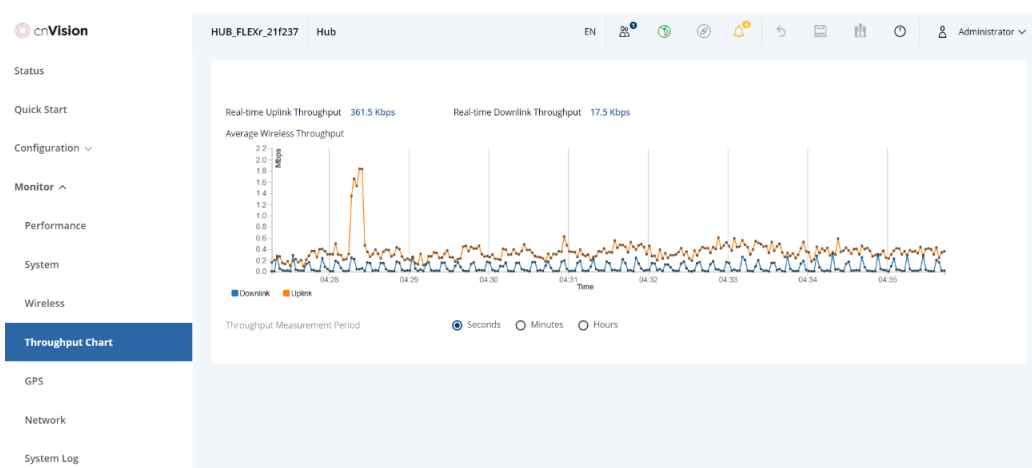 cnVision
HUB_FLEXr_21f237 Hub EN 1 Administrator
Status
Quick Start
Configuration
Monitor
Performance
System
Wireless
Throughput Chart
GPS
Network
System Log
Real-time Uplink Throughput 361.5 Kbps Real-time Downlink Throughput 17.5 Kbps
Average Wireless Throughput
Mbps
2.2
2.0
1.8
1.6
1.4
1.2
1.0
0.8
0.6
0.4
0.2
0.0
04:28 04:29 04:30 04:31 04:32 04:33 04:34 04:35
Time
Downlink Uplink
Throughput Measurement Period Seconds Minutes Hours